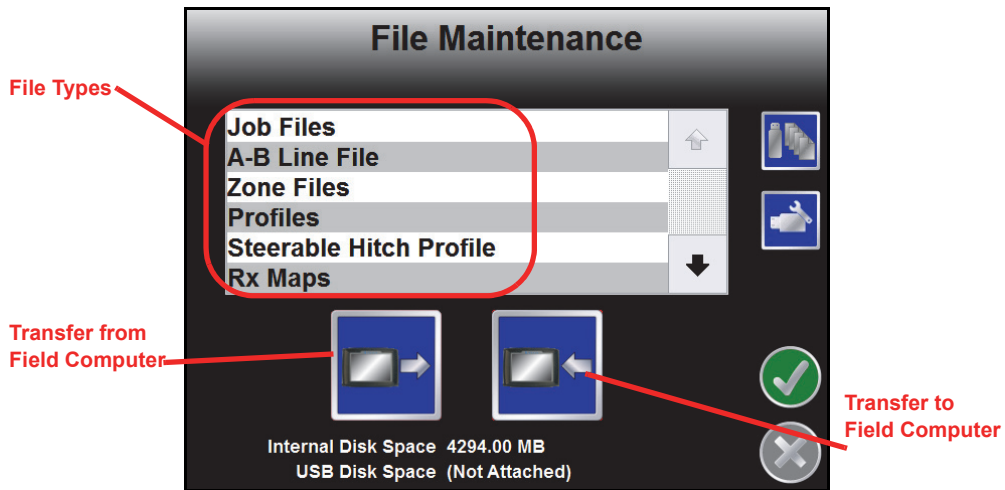 File Maintenance
File Types
Job Files
A-B Line File
Zone Files
Profiles
Steerable Hitch Profile
Rx Maps
Transfer from
Field Computer
Transfer to
Field Computer
Internal Disk Space 4294.00 MB
USB Disk Space (Not Attached)